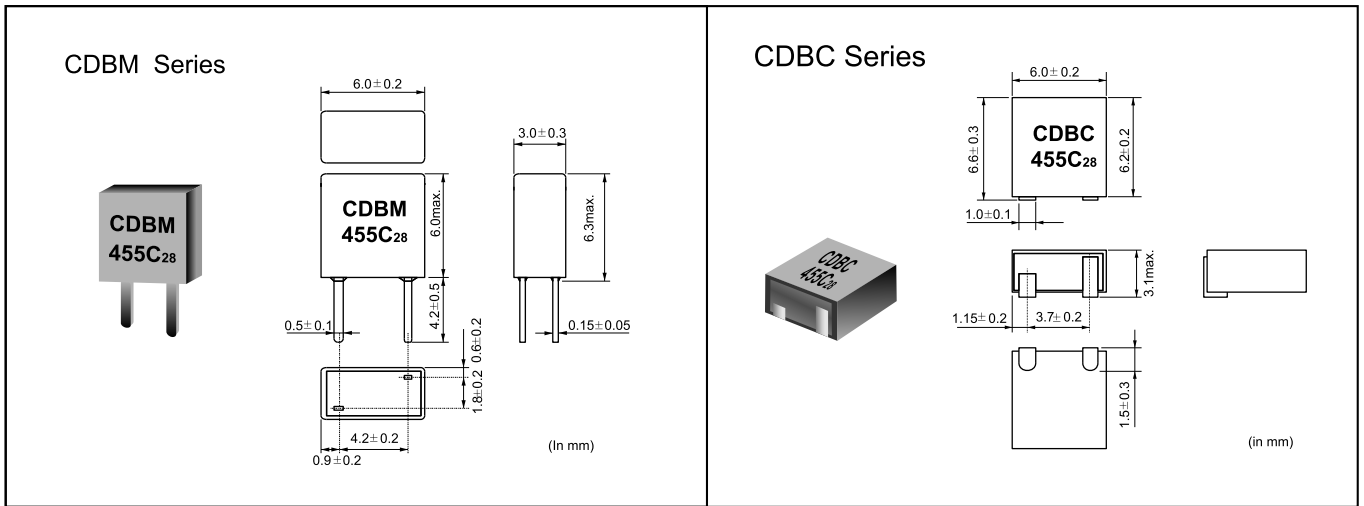 CDBM Series
6.0±0.2
3.0±0.3
CDBM
455C28
6.0max.
6.3max.
CDBM
455C28
4.2±0.5
0.5±0.1
0.15±0.05
0.6±0.2
1.8±0.2
4.2±0.2
0.9±0.2
(In mm)
CDBC Series
6.0±0.2
6.6±0.3
CDBC
455C28
6.2±0.2
1.0±0.1
CDBC
455C28
3.1max.
1.15±0.2
3.7±0.2
1.5±0.3
(in mm)